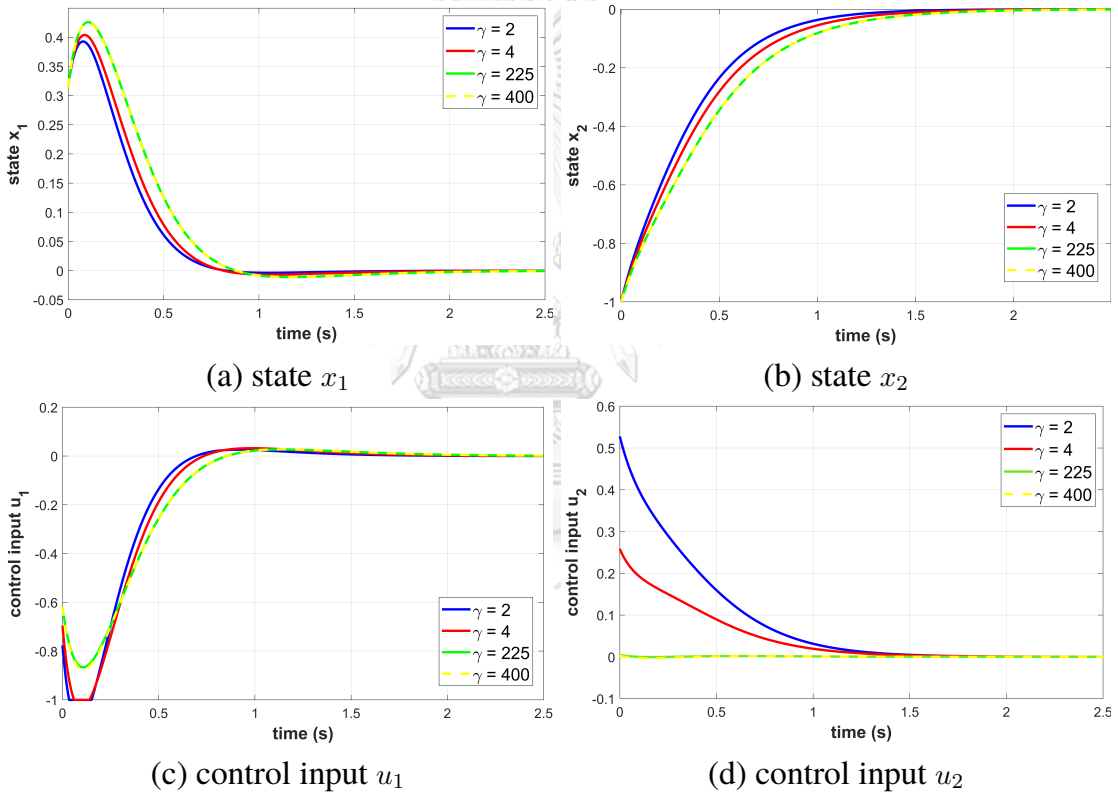 0.4
0.35
0.3
0.25
0.2
0.15
0.1
0.05
0
-0.05
state x₁
γ = 2
γ = 4
γ = 225
γ = 400
0 0.5 1 1.5 2 2.5
time (s)
(a) state x₁
0
-0.2
-0.4
-0.6
-0.8
-1
state x₂
γ = 2
γ = 4
γ = 225
γ = 400
0 0.5 1 1.5 2
time (s)
(b) state x₂
0.2
0
-0.2
-0.4
-0.6
-0.8
-1
control input u₁
γ = 2
γ = 4
γ = 225
γ = 400
0 0.5 1 1.5 2 2.5
time (s)
(c) control input u₁
0.6
0.5
0.4
0.3
0.2
0.1
0
-0.1
control input u₂
γ = 2
γ = 4
γ = 225
γ = 400
0 0.5 1 1.5 2 2.5
time (s)
(d) control input u₂